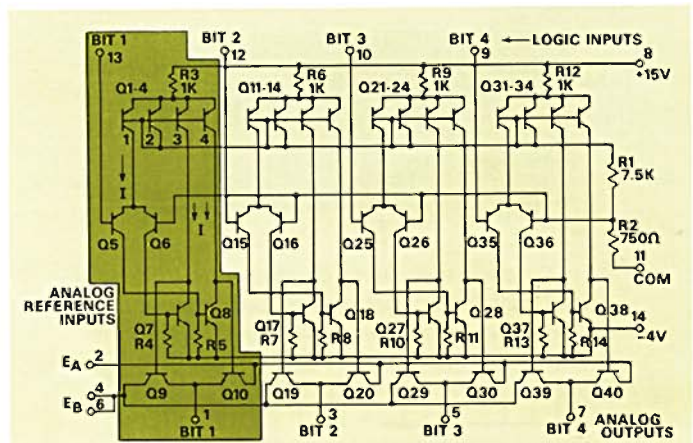 BIT 1 BIT 2 BIT 3 BIT 4 ← LOGIC INPUTS
13 12 10 9 8
+15V
Q1-4 R3 1K Q11-14 R6 1K Q21-24 R9 1K Q31-34 R12 1K
1 2 3 4
R1
7.5K
I I
R2
750Ω
Q5 Q6 Q15 Q16 Q25 Q26 Q35 Q36
11
COM
ANALOG
REFERENCE
INPUTS
Q7 R4 R5 Q8 Q17 R7 R8 Q18 Q27 R10 R11 Q28 Q37 R13 R14 Q38
14
-4V
EA 2
EB 4
6
Q9 Q10 Q19 Q20 Q29 Q30 Q39 Q40
1 3 5 7
BIT 1 BIT 2 BIT 3 BIT 4
ANALOG
OUTPUTS